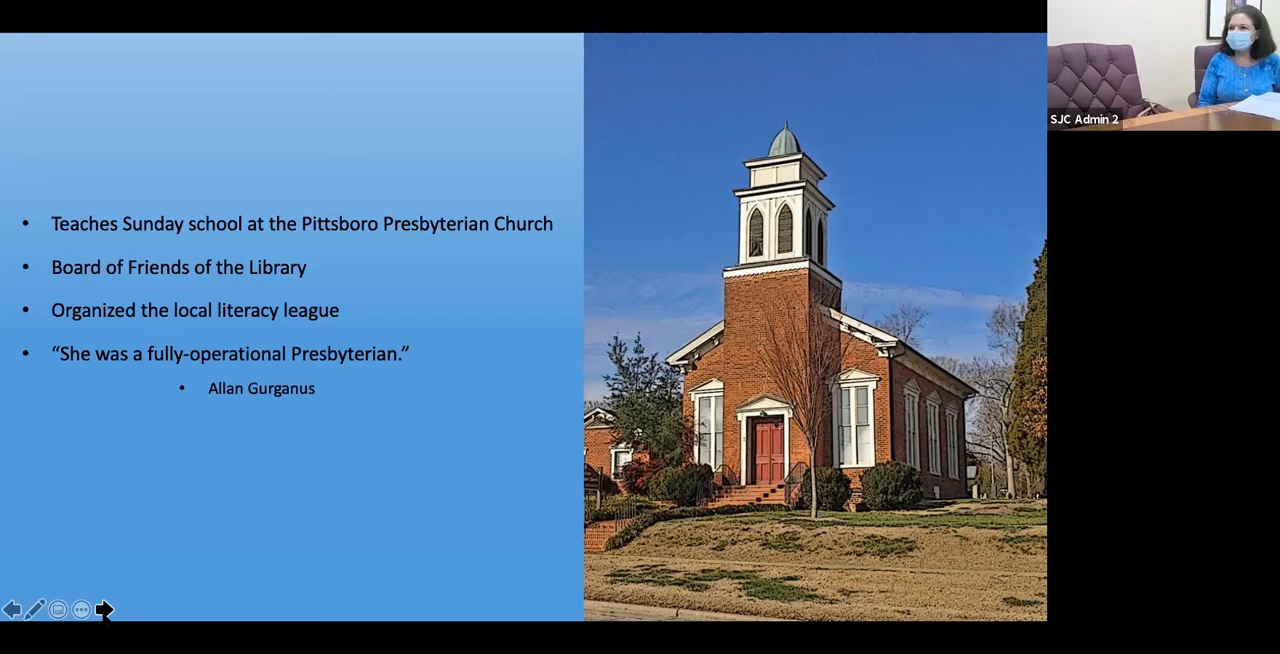 Teaches Sunday school at the Pittsboro Presbyterian Church
Board of Friends of the Library
Organized the local literacy league
“She was a fully-operational Presbyterian.”
Allan Gurganus
SJC Admin 2